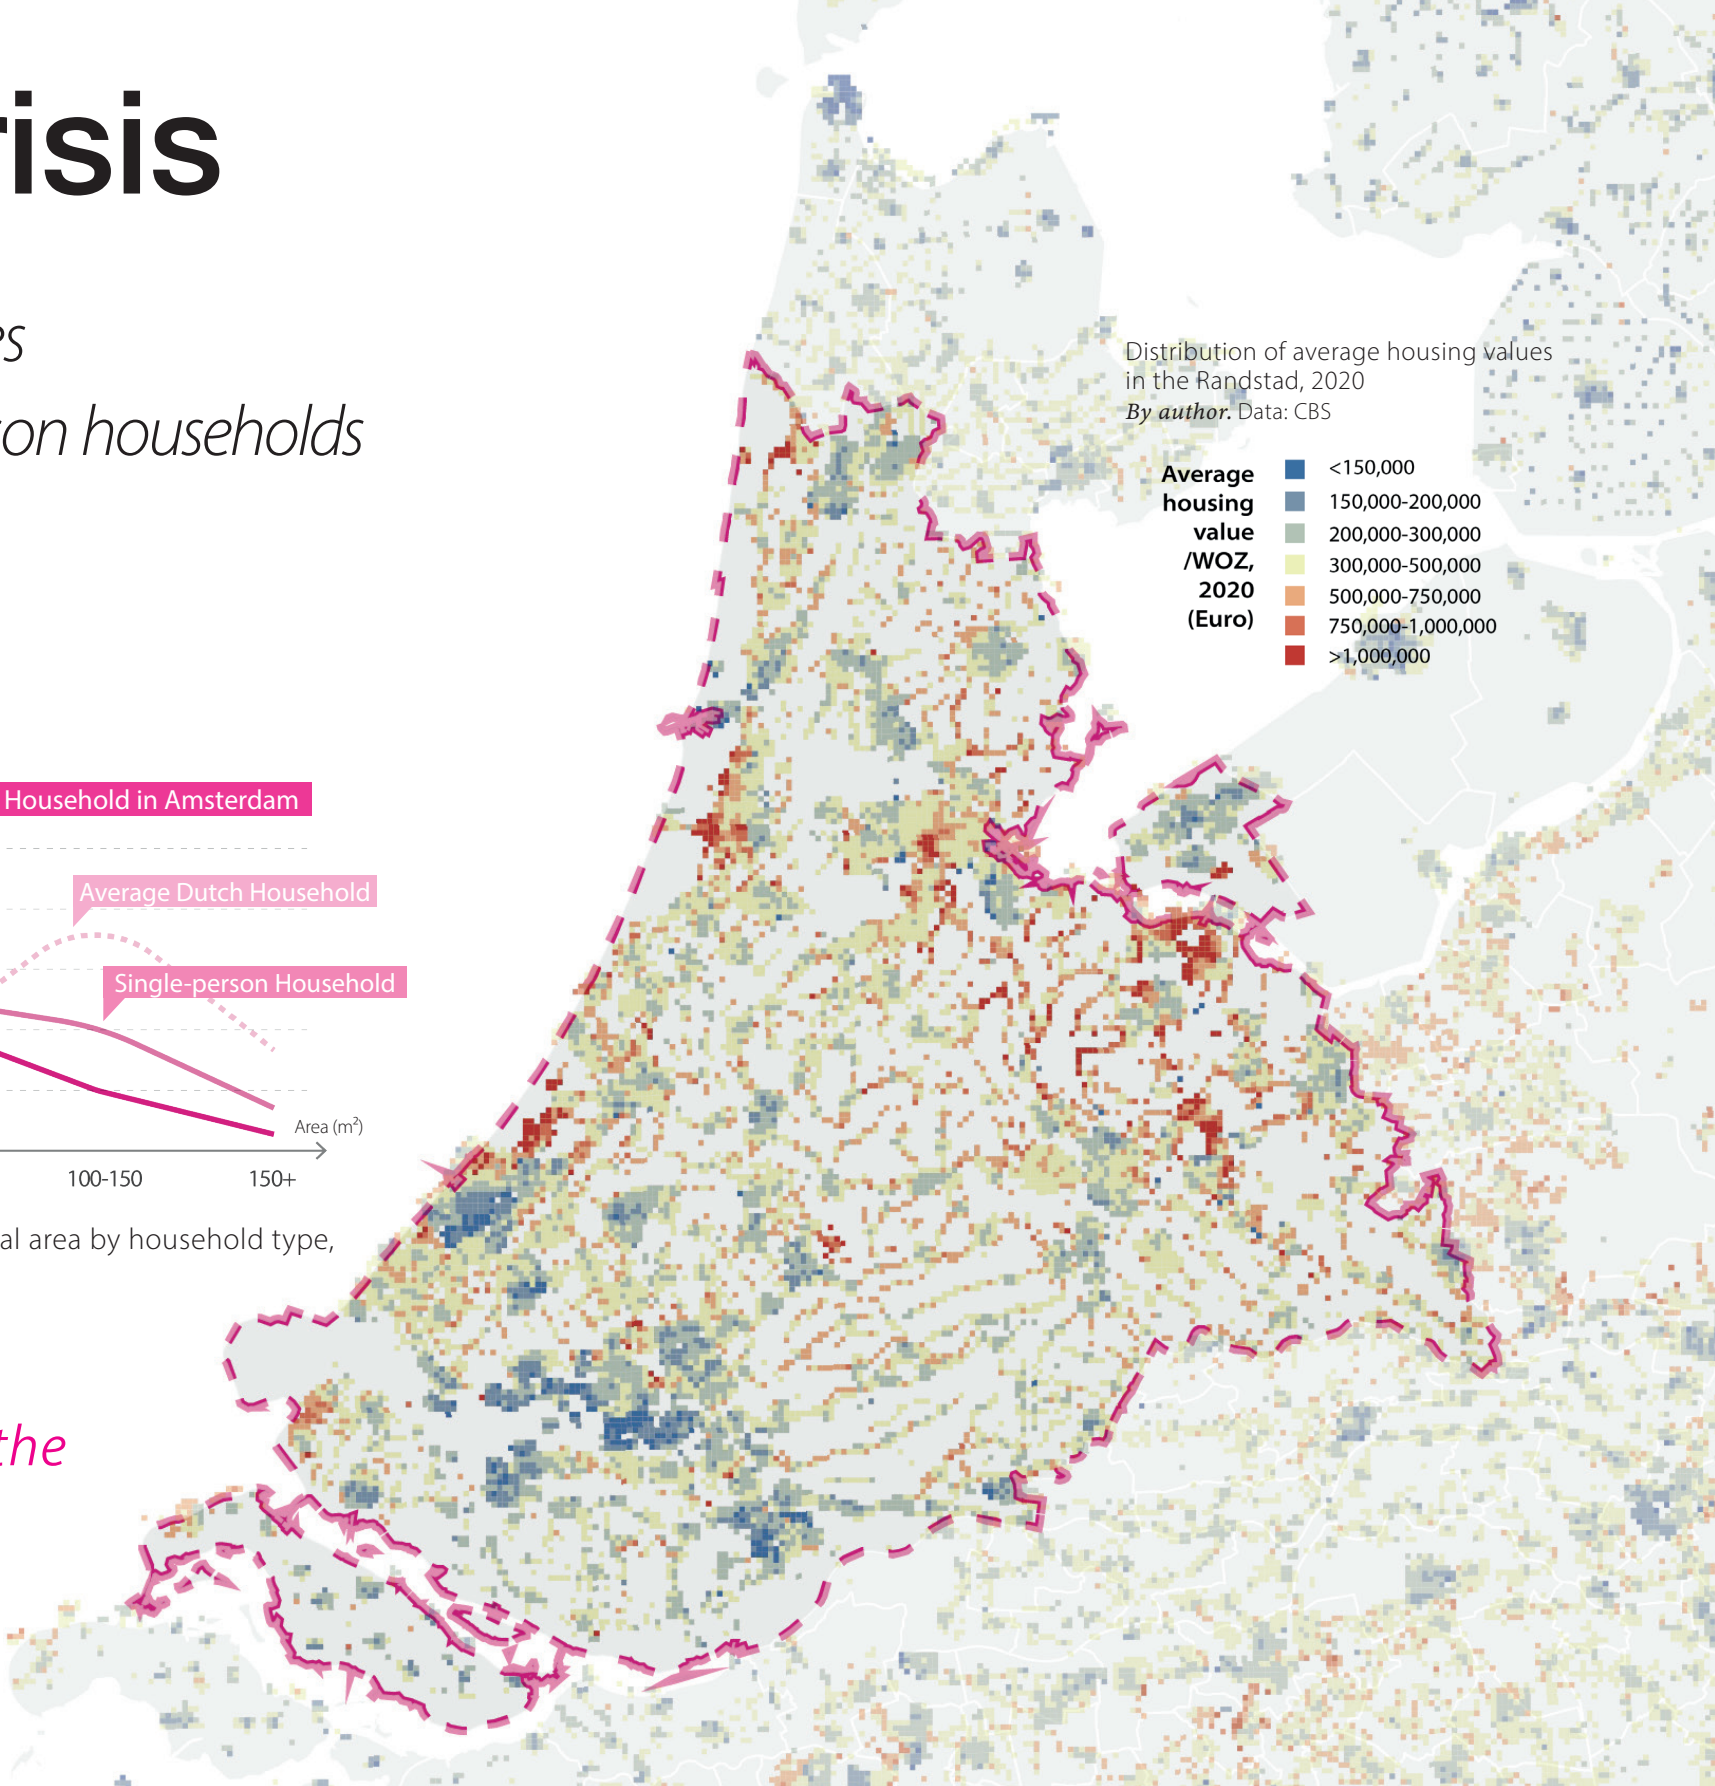 risis
es
on households
Distribution of average housing values
in the Randstad, 2020
By author. Data: CBS
Average
housing
value
/WOZ,
2020
(Euro)
<150,000
150,000-200,000
200,000-300,000
300,000-500,000
500,000-750,000
750,000-1,000,000
>1,000,000
Household in Amsterdam
Average Dutch Household
Single-person Household
Area (m²)
100-150
150+
al area by household type,
the